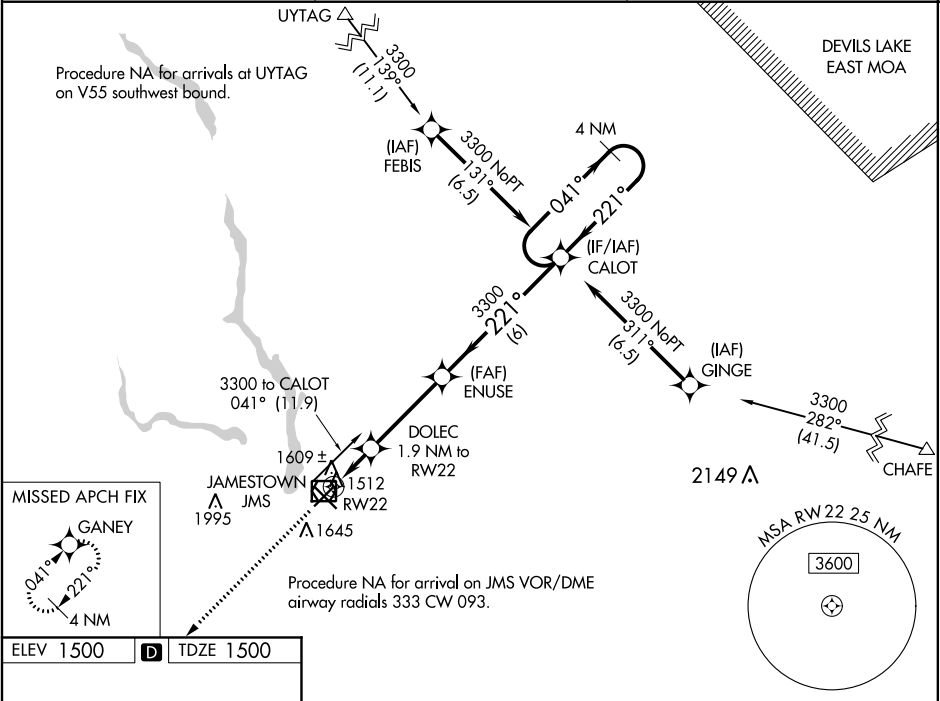 UYTAG
3300
139°
(11.1)
Procedure NA for arrivals at UYTAG
on V55 southwest bound.
DEVILS LAKE
EAST MOA
(IAF)
FEBIS
3300 NoPT
131°
(6.5)
4 NM
041°
221°
(IF/IAF)
CALOT
3300
221°
(6)
3300 NoPT
311°
(6.5)
(IAF)
GINGE
(FAF)
ENUSE
3300 to CALOT
041° (11.9)
3300
282°
(41.5)
CHAFE
DOLEC
1.9 NM to
RW22
1609 ±
JAMESTOWN
JMS
1512
RW22
1995
1645
2149
MISSED APCH FIX
GANEY
041°
221°
4 NM
MSA RW 22 25 NM
3600
Procedure NA for arrival on JMS VOR/DME
airway radials 333 CW 093.
ELEV 1500 D TDZE 1500